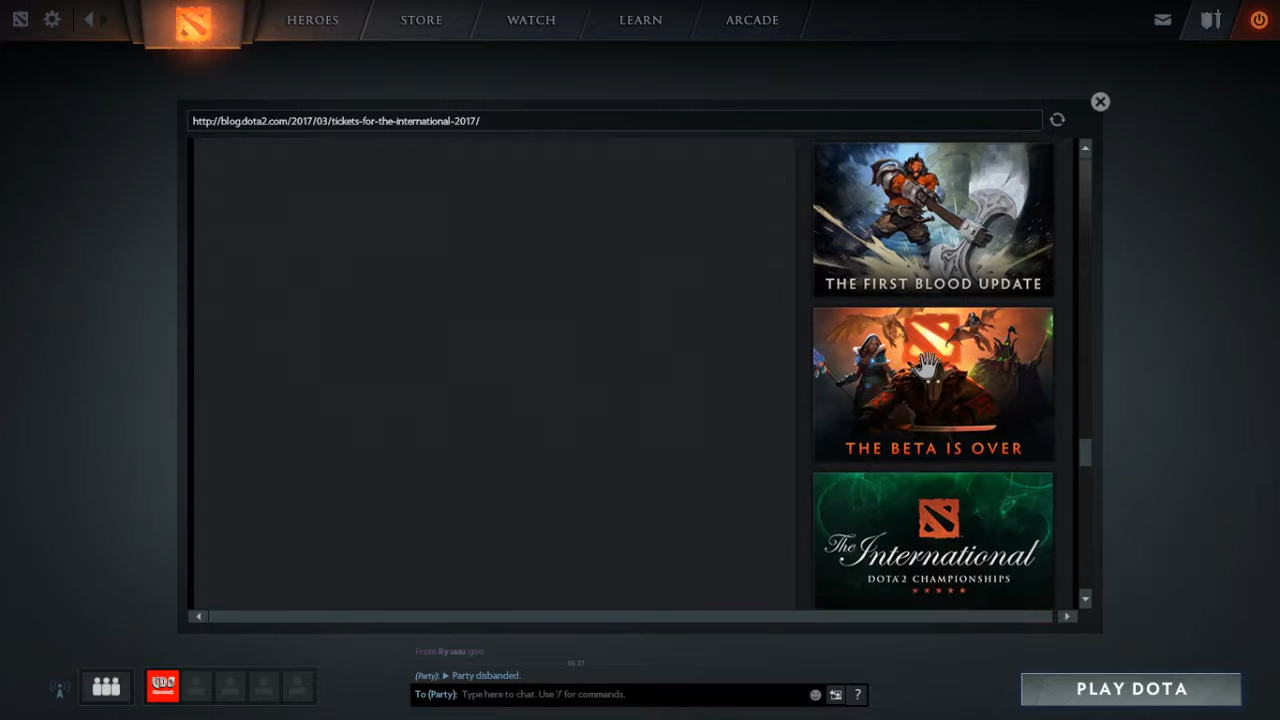 HEROES
STORE
WATCH
LEARN
ARCADE
http://blog.dota2.com/2017/03/tickets-for-the-international-2017/
THE FIRST BLOOD UPDATE
THE BETA IS OVER
The International
DOTA 2 CHAMPIONSHIPS
05:27
(Party): ▶ Party disbanded.
To (Party): Type here to chat. Use '/' for commands.
?
PLAY DOTA